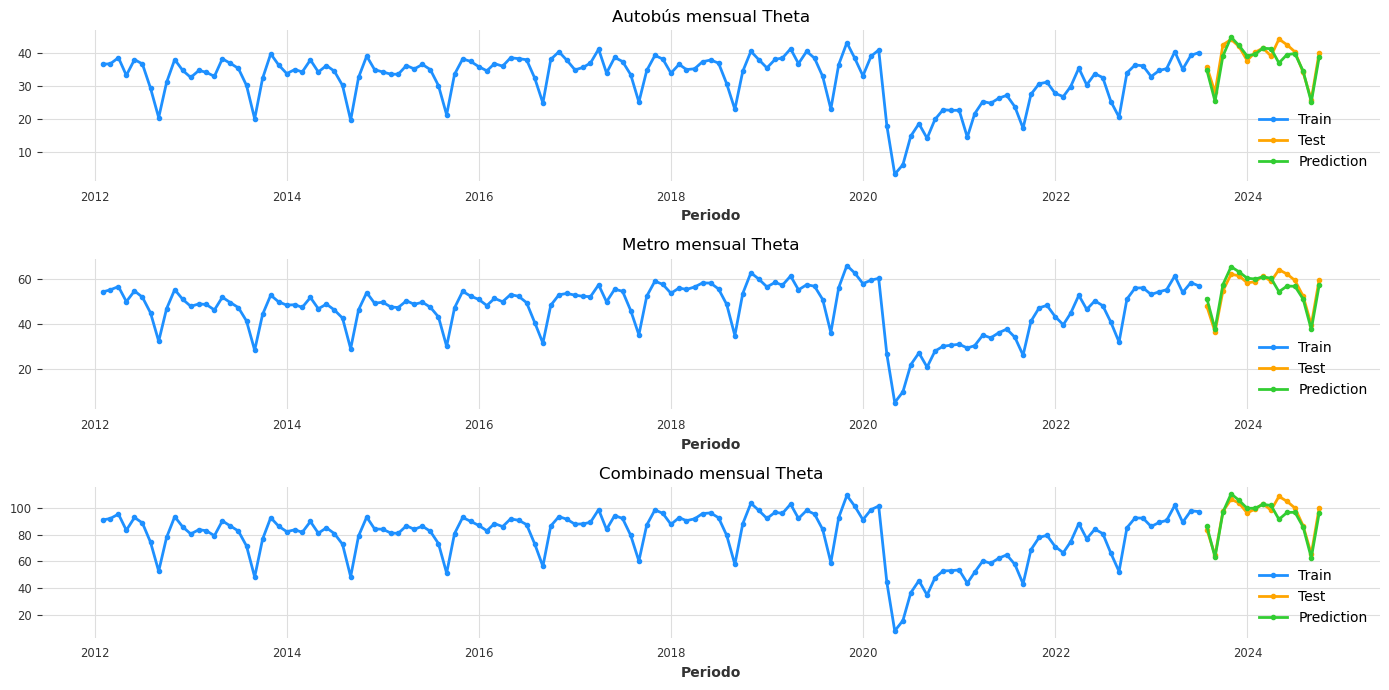 Autobús mensual Theta
40
30
20
10
Train
Test
Prediction
2012 2014 2016 2018 2020 2022 2024
Periodo
Metro mensual Theta
60
40
20
Train
Test
Prediction
2012 2014 2016 2018 2020 2022 2024
Periodo
Combinado mensual Theta
100
80
60
40
20
Train
Test
Prediction
2012 2014 2016 2018 2020 2022 2024
Periodo